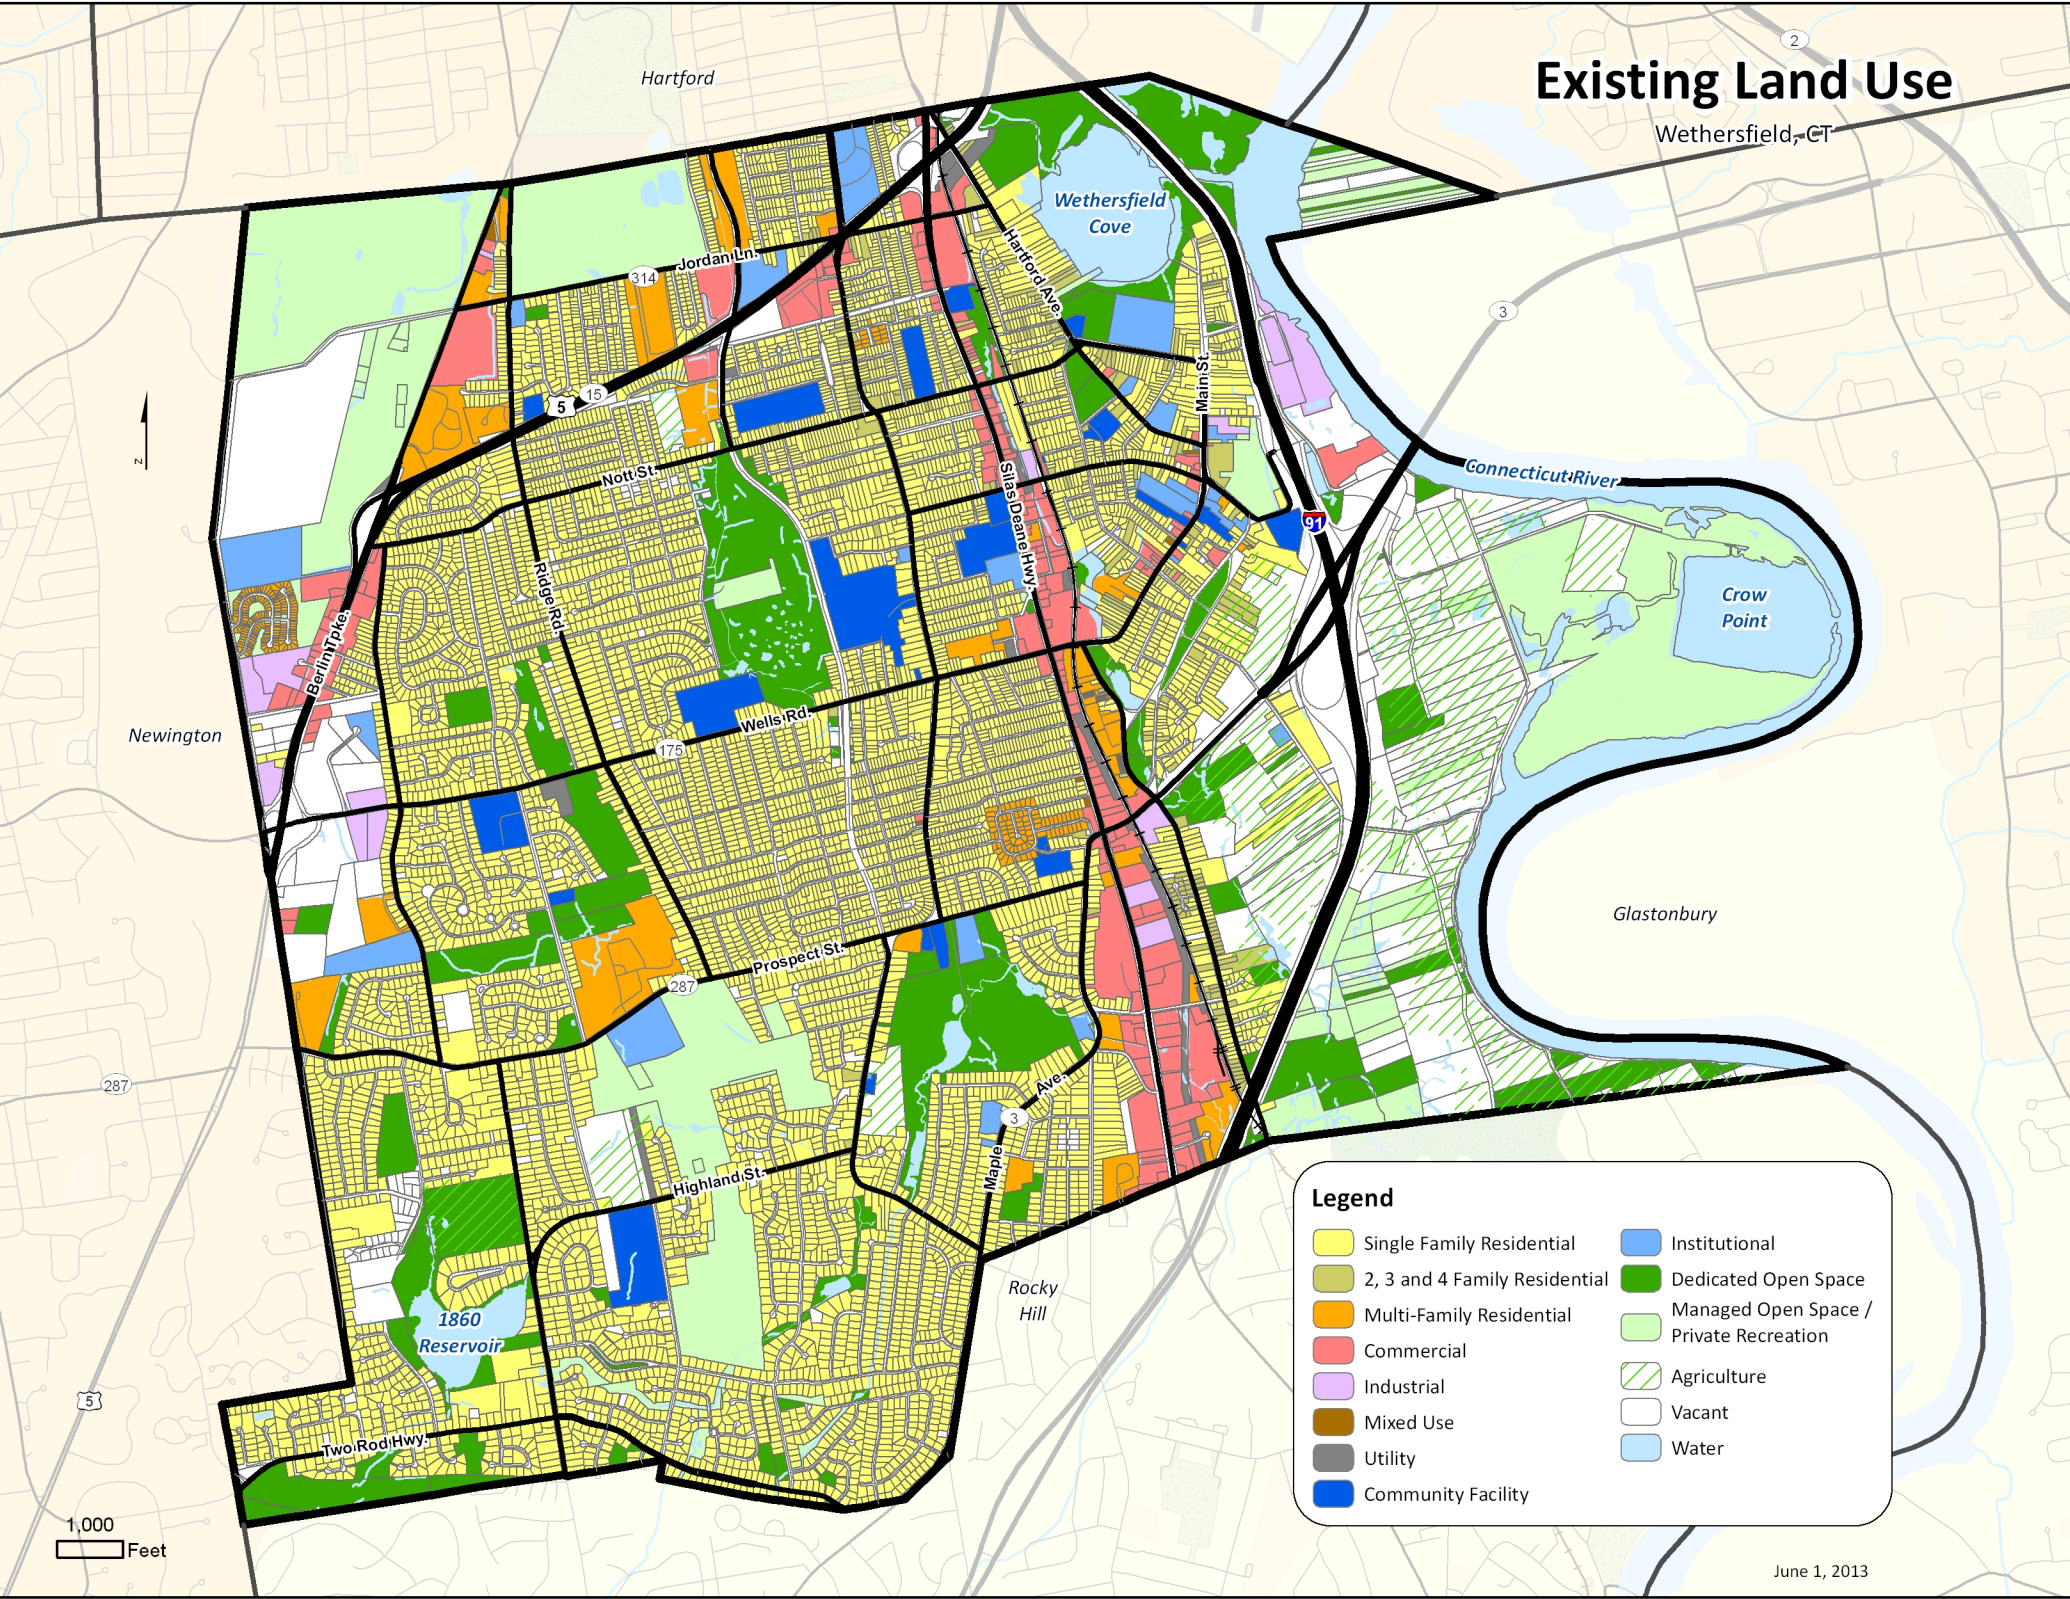 Existing Land Use
Wethersfield, CT
Hartford
2
Wethersfield
Cove
Jordan Ln.
314
Hartford Ave.
3
Main St.
15
5
z
Nott St.
Silas Deane Hwy.
Connecticut River
91
Ridge Rd.
Crow
Point
Berlin Tpke.
Newington
Wells Rd.
175
Glastonbury
Prospect St.
287
287
Maple Ave.
3
Highland St.
Rocky
Hill
1860
Reservoir
5
Two Rod Hwy.
1,000
Feet
Legend
Single Family Residential
2, 3 and 4 Family Residential
Multi-Family Residential
Commercial
Industrial
Mixed Use
Utility
Community Facility
Institutional
Dedicated Open Space
Managed Open Space /
Private Recreation
Agriculture
Vacant
Water
June 1, 2013